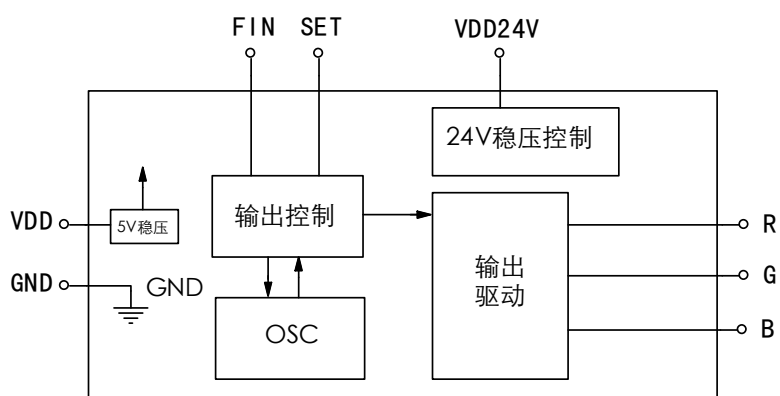 FIN SET VDD24V
24V稳压控制
VDD 5V稳压 输出控制 R
GND GND 输出 G
驱动
OSC B